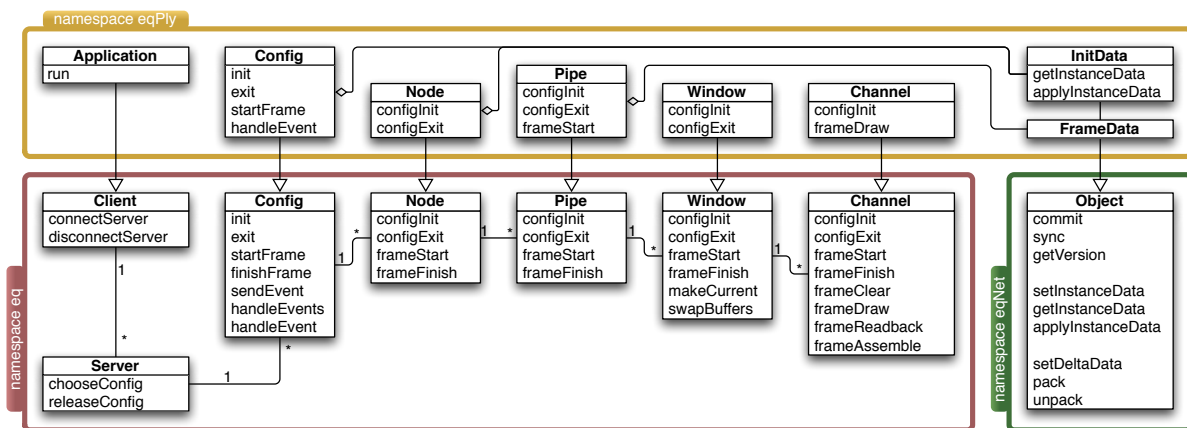 namespace eqPly
Application
run
Config
init
exit
startFrame
handleEvent
Node
configInit
configExit
Pipe
configInit
configExit
frameStart
Window
configInit
configExit
Channel
configInit
frameDraw
InitData
getInstanceData
applyInstanceData
FrameData
namespace eq
Client
connectServer
disconnectServer
1
*
Server
chooseConfig
releaseConfig
1
*
Config
init
exit
startFrame
finishFrame
sendEvent
handleEvents
handleEvent
1
*
Node
configInit
configExit
frameStart
frameFinish
1
*
Pipe
configInit
configExit
frameStart
frameFinish
1
*
Window
configInit
configExit
frameStart
frameFinish
makeCurrent
swapBuffers
1
*
Channel
configInit
configExit
frameStart
frameFinish
frameClear
frameDraw
frameReadback
frameAssemble
namespace eqNet
Object
commit
sync
getVersion
setInstanceData
getInstanceData
applyInstanceData
setDeltaData
pack
unpack